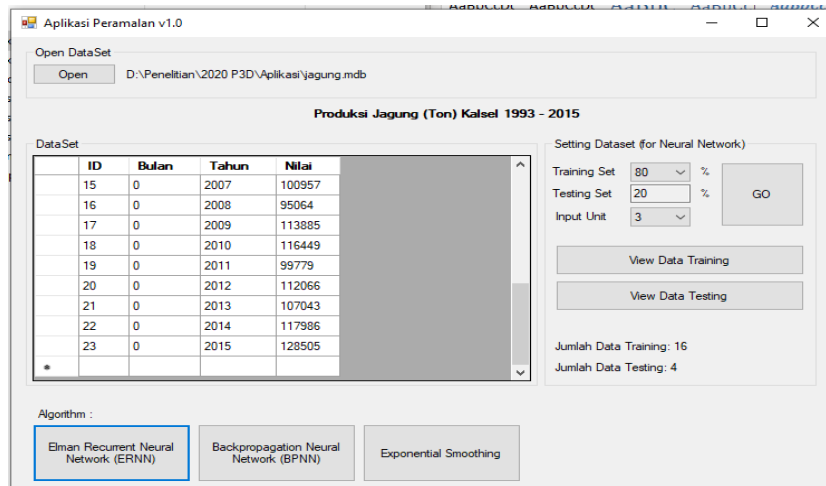 Aplikasi Peramalan v1.0
Open DataSet
Open D:\Penelitian\2020 P3D\Aplikasi\jagung.mdb
Produksi Jagung (Ton) Kalsel 1993 - 2015
DataSet
ID Bulan Tahun Nilai
15 0 2007 100957
16 0 2008 95064
17 0 2009 113885
18 0 2010 116449
19 0 2011 99779
20 0 2012 112066
21 0 2013 107043
22 0 2014 117986
23 0 2015 128505
*
Setting Dataset (for Neural Network)
Training Set 80 %
Testing Set 20 %
Input Unit 3
GO
View Data Training
View Data Testing
Jumlah Data Training: 16
Jumlah Data Testing: 4
Algorithm :
Elman Recurrent Neural
Network (ERNN)
Backpropagation Neural
Network (BPNN)
Exponential Smoothing